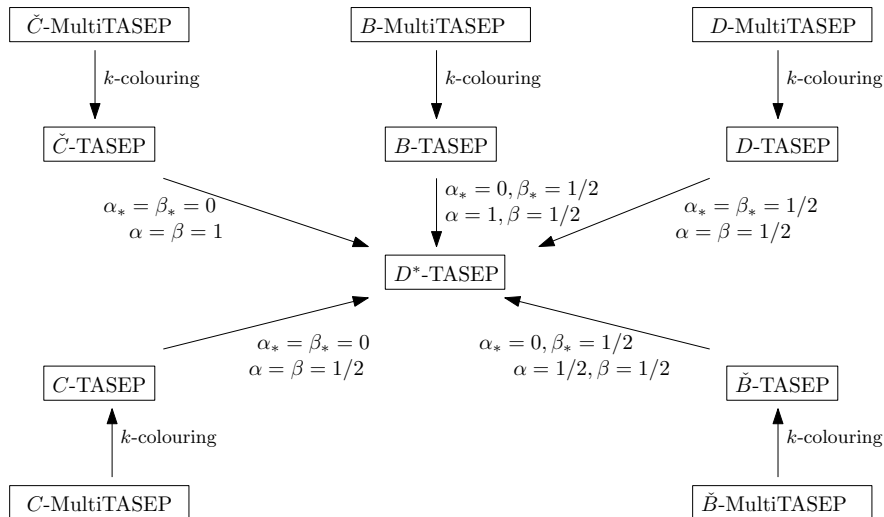 Č-MultiTASEP
B-MultiTASEP
D-MultiTASEP
k-colouring
k-colouring
k-colouring
Č-TASEP
B-TASEP
D-TASEP
α∗ = β∗ = 0
α = β = 1
α∗ = 0, β∗ = 1/2
α = 1, β = 1/2
α∗ = β∗ = 1/2
α = β = 1/2
D*-TASEP
α∗ = β∗ = 0
α = β = 1/2
α∗ = 0, β∗ = 1/2
α = 1/2, β = 1/2
C-TASEP
B̌-TASEP
k-colouring
k-colouring
C-MultiTASEP
B̌-MultiTASEP